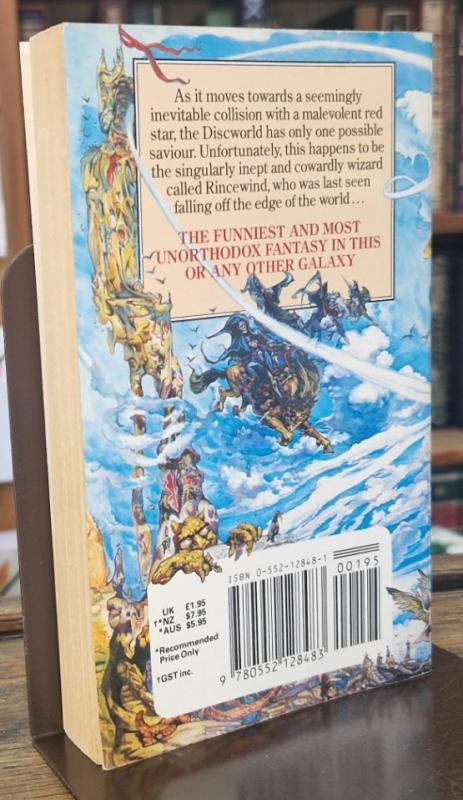 As it moves towards a seemingly
inevitable collision with a malevolent red
star, the Discworld has only one possible
saviour. Unfortunately, this happens to be
the singularly inept and cowardly wizard
called Rincewind, who was last seen
falling off the edge of the world...
THE FUNNIEST AND MOST
UNORTHODOX FANTASY IN THIS
OR ANY OTHER GALAXY
ISBN 0-552-12848-1
00195
UK £1.95
†*NZ $7.95
*AUS $5.95
*Recommended
Price Only
†GST inc.
9 780552 128483